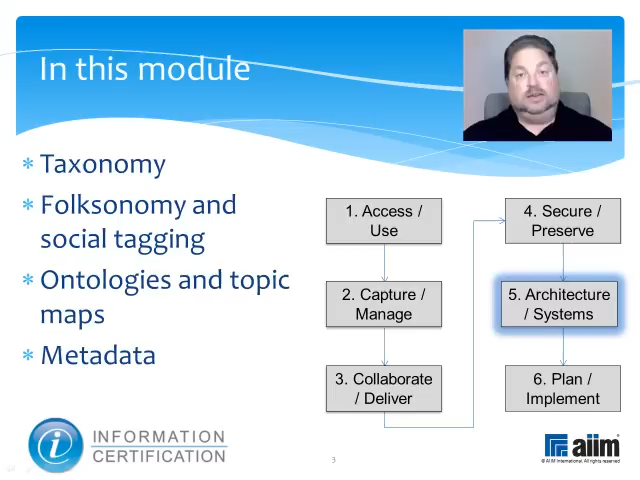 In this module
* Taxonomy
* Folksonomy and
social tagging
* Ontologies and topic
maps
* Metadata
1. Access /
Use
2. Capture /
Manage
3. Collaborate
/ Deliver
4. Secure /
Preserve
5. Architecture
/ Systems
6. Plan /
Implement
i
INFORMATION
CERTIFICATION
3
aiim
© AIIM International. All rights reserved